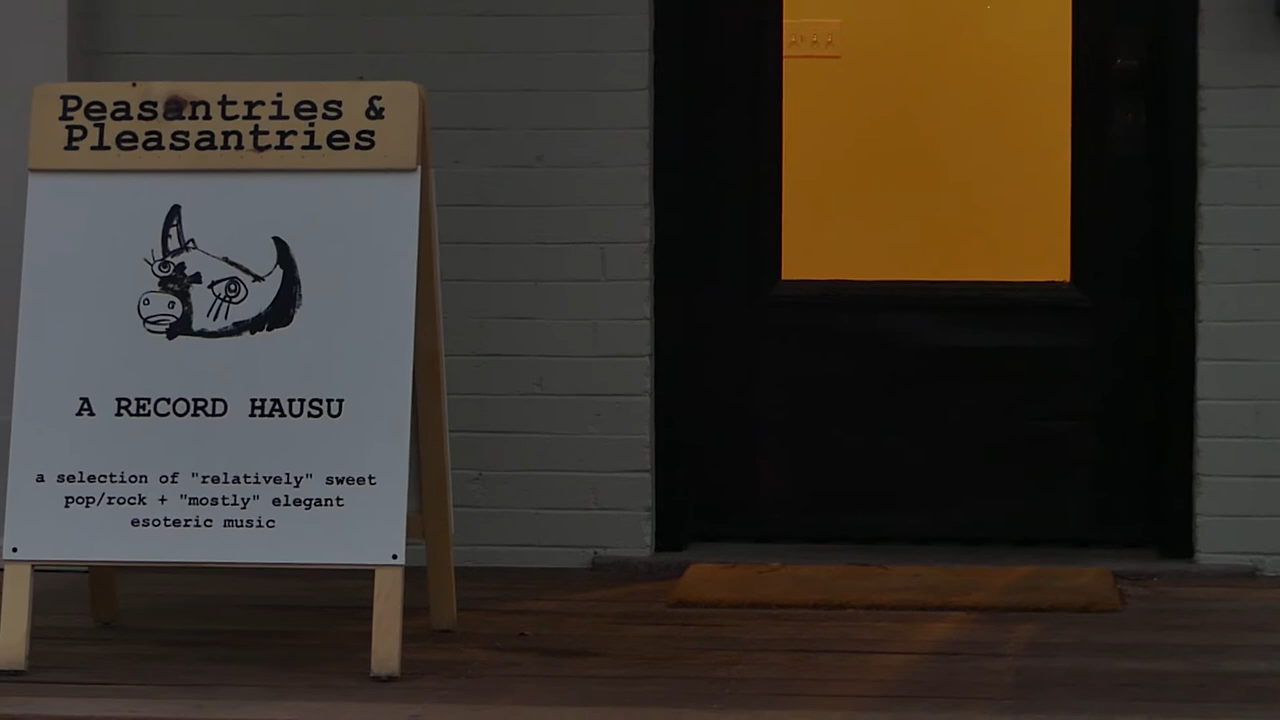 Peasantries &
Pleasantries
A RECORD HAUSU
a selection of "relatively" sweet
pop/rock + "mostly" elegant
esoteric music